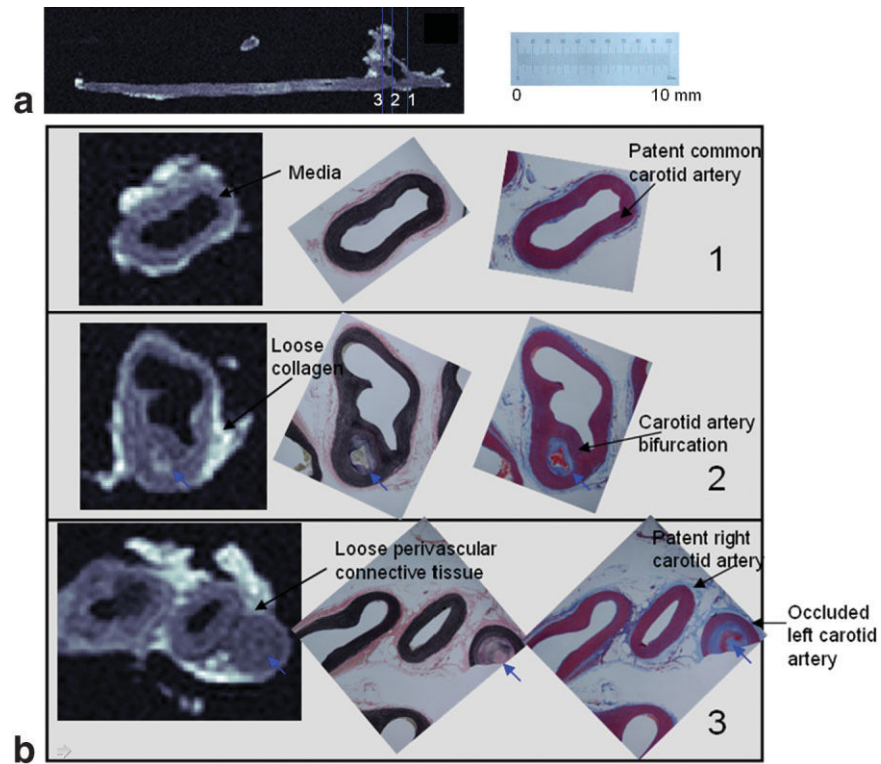 a
3 2 1
0 10 mm
b
Media
Patent common
carotid artery
1
Loose
collagen
Carotid artery
bifurcation
2
Loose perivascular
connective tissue
Patent right
carotid artery
Occluded
left carotid
artery
3